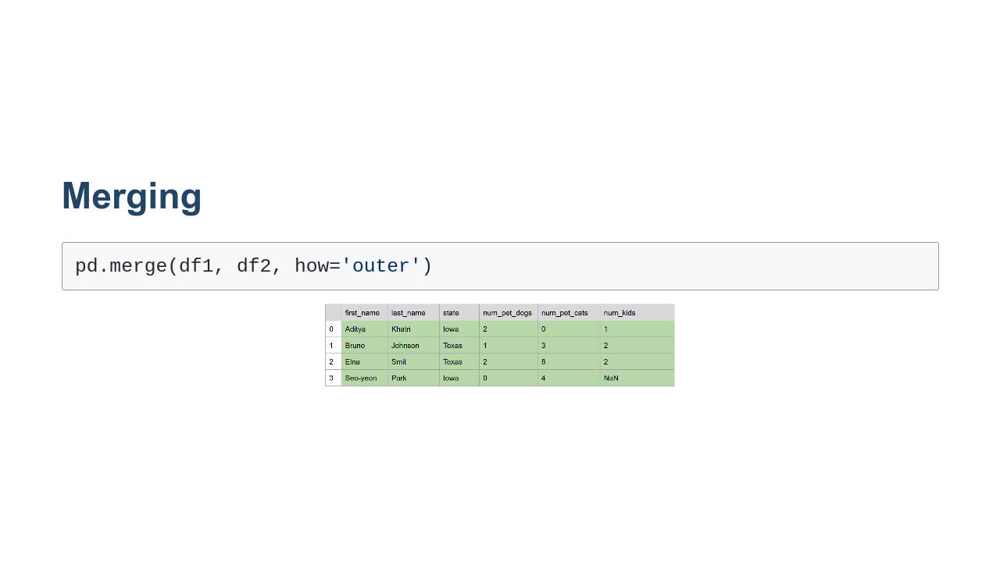 Merging
pd.merge(df1, df2, how='outer')
first_name last_name state num_pet_dogs num_pet_cats num_kids
0 Aditya Khatri Iowa 2 0 1
1 Bruno Johnson Texas 1 3 2
2 Elna Smit Texas 2 8 2
3 Seo-yeon Park Iowa 0 4 NaN